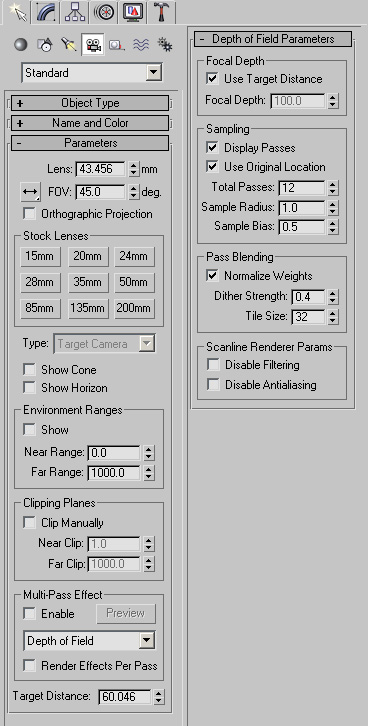 Standard
+ Object Type
+ Name and Color
- Parameters
Lens: 43.456 mm
FOV: 45.0 deg.
Orthographic Projection
Stock Lenses
15mm 20mm 24mm
28mm 35mm 50mm
85mm 135mm 200mm
Type: Target Camera
Show Cone
Show Horizon
Environment Ranges
Show
Near Range: 0.0
Far Range: 1000.0
Clipping Planes
Clip Manually
Near Clip: 1.0
Far Clip: 1000.0
Multi-Pass Effect
Enable Preview
Depth of Field
Render Effects Per Pass
Target Distance: 60.046
- Depth of Field Parameters
Focal Depth
Use Target Distance
Focal Depth: 100.0
Sampling
Display Passes
Use Original Location
Total Passes: 12
Sample Radius: 1.0
Sample Bias: 0.5
Pass Blending
Normalize Weights
Dither Strength: 0.4
Tile Size: 32
Scanline Renderer Params
Disable Filtering
Disable Antialiasing